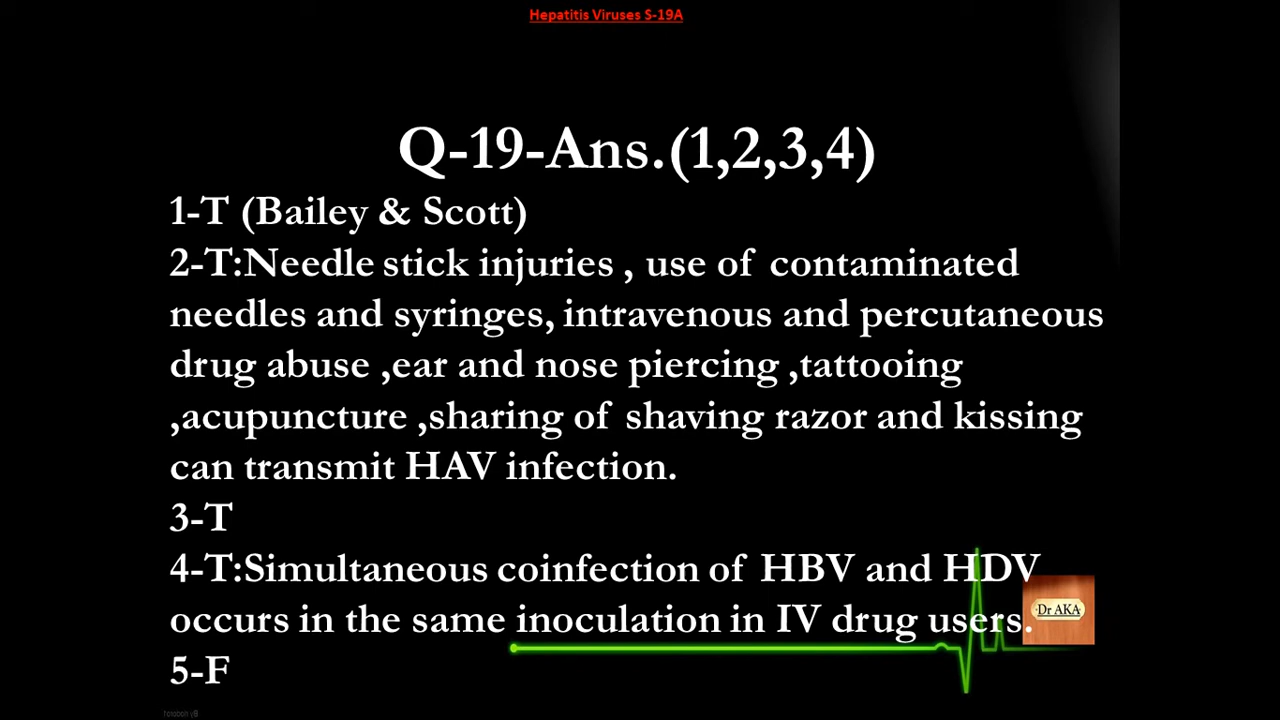 Hepatitis Viruses S-19A
Q-19-Ans.(1,2,3,4)
1-T (Bailey & Scott)
2-T:Needle stick injuries , use of contaminated
needles and syringes, intravenous and percutaneous
drug abuse ,ear and nose piercing ,tattooing
,acupuncture ,sharing of shaving razor and kissing
can transmit HAV infection.
3-T
4-T:Simultaneous coinfection of HBV and HDV
occurs in the same inoculation in IV drug users.
Dr AKA
5-F